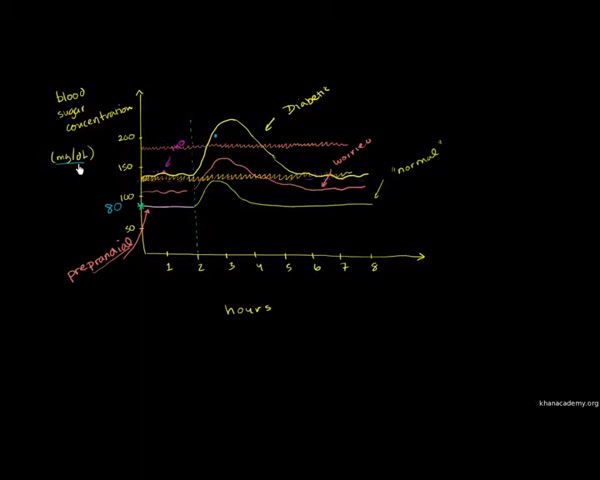 blood
sugar
concentration
(mg/dL)
200
150
100
80
50
preprandial
Diabetic
worried
"normal"
1 2 3 4 5 6 7 8
hours
khanacademy.org